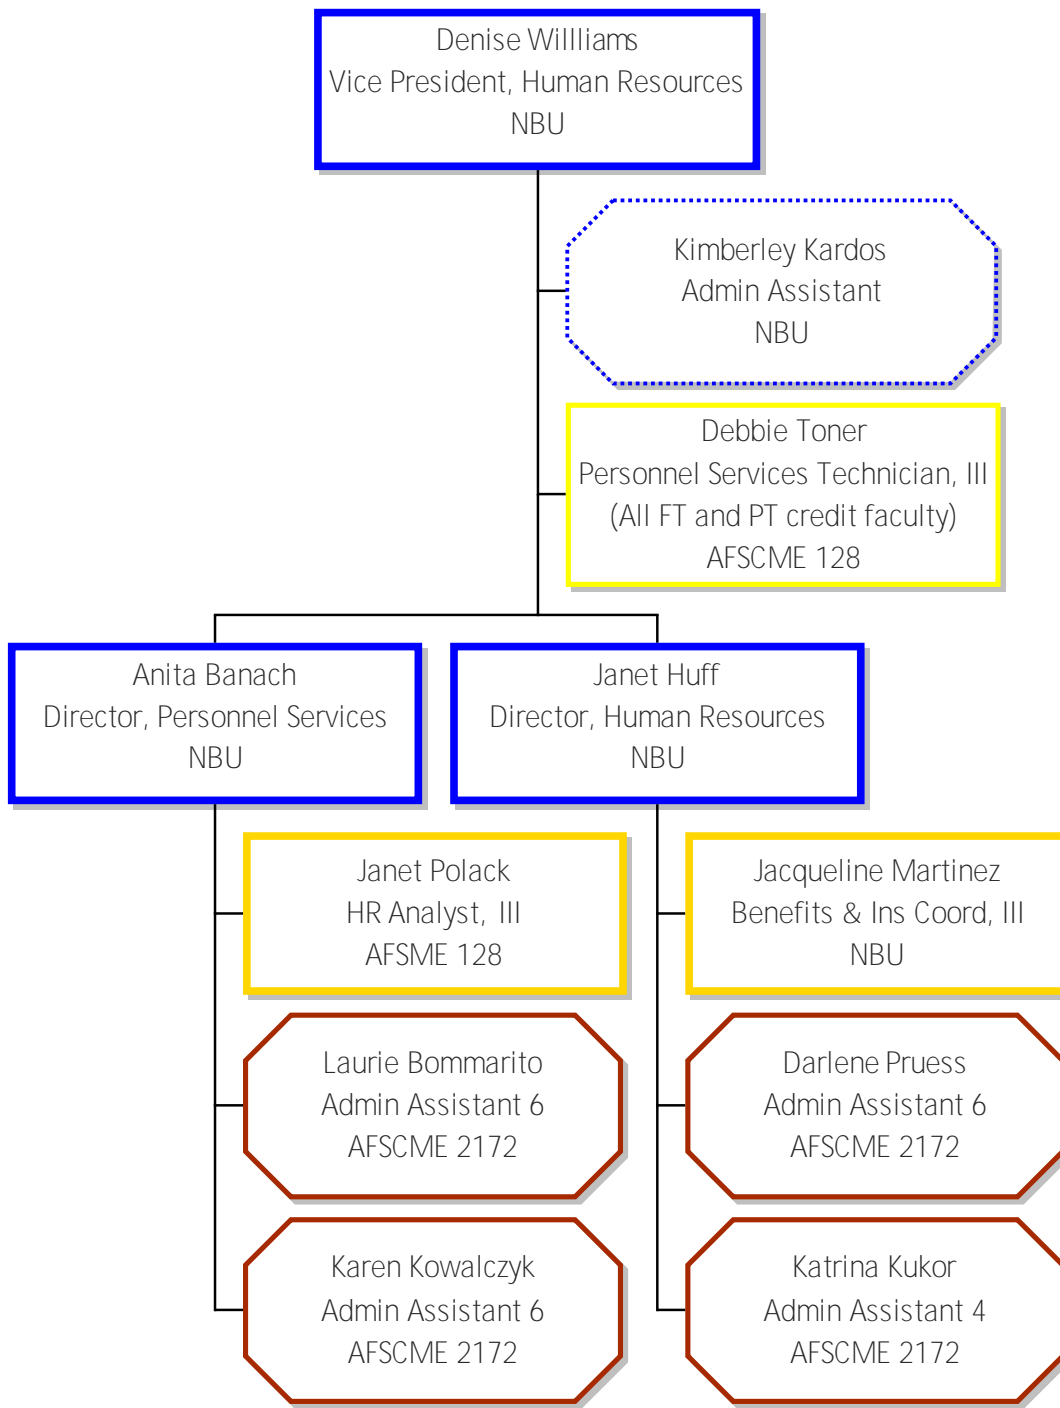 Denise Willliams
Vice President, Human Resources
NBU
Kimberley Kardos
Admin Assistant
NBU
Debbie Toner
Personnel Services Technician, III
(All FT and PT credit faculty)
AFSCME 128
Anita Banach
Director, Personnel Services
NBU
Janet Huff
Director, Human Resources
NBU
Janet Polack
HR Analyst, III
AFSME 128
Jacqueline Martinez
Benefits & Ins Coord, III
NBU
Laurie Bommarito
Admin Assistant 6
AFSCME 2172
Darlene Pruess
Admin Assistant 6
AFSCME 2172
Karen Kowalczyk
Admin Assistant 6
AFSCME 2172
Katrina Kukor
Admin Assistant 4
AFSCME 2172